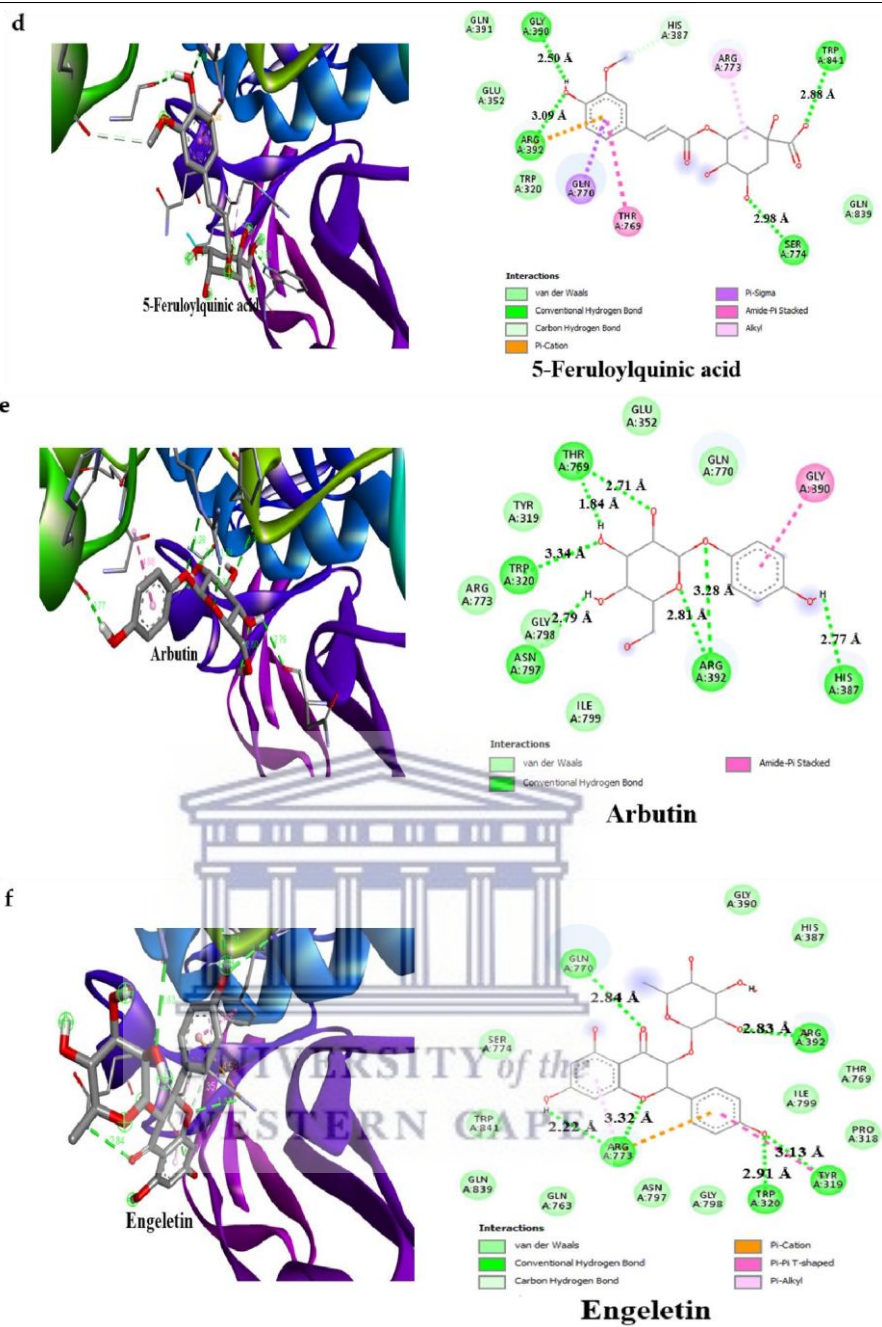 d
5-Feruloylquinic acid
GLN
A:391
GLY
A:390
HIS
A:387
ARG
A:773
TRP
A:841
2.50 Å
H
2.88 Å
GLU
A:352
3.09 Å
ARG
A:392
TRP
A:320
GLN
A:770
THR
A:769
2.98 Å
GLN
A:839
SER
A:774
Interactions
van der Waals
Conventional Hydrogen Bond
Carbon Hydrogen Bond
Pi-Cation
Pi-Sigma
Amide-Pi Stacked
Alkyl
5-Feruloylquinic acid
e
Arbutin
GLU
A:352
THR
A:769
GLN
A:770
GLY
A:390
2.71 Å
1.84 Å
TYR
A:319
H
TRP
A:320
3.34 Å
3.28 Å
ARG
A:773
H
H
GLY
A:798
2.79 Å
2.81 Å
2.77 Å
ASN
A:797
ARG
A:392
HIS
A:387
ILE
A:799
Interactions
van der Waals
Conventional Hydrogen Bond
Amide-Pi Stacked
Arbutin
f
Engeletin
GLY
A:390
HIS
A:387
GLN
A:770
2.84 Å
H
2.83 Å
ARG
A:392
SER
A:774
THR
A:769
ILE
A:799
TRP
A:841
H
3.32 Å
PRO
A:318
2.22 Å
ARG
A:773
3.13 Å
2.91 Å
TYR
A:319
GLN
A:839
GLN
A:763
ASN
A:797
GLY
A:798
TRP
A:320
Interactions
van der Waals
Conventional Hydrogen Bond
Carbon Hydrogen Bond
Pi-Cation
Pi-Pi T-shaped
Pi-Alkyl
Engeletin
UNIVERSITY of the
WESTERN CAPE